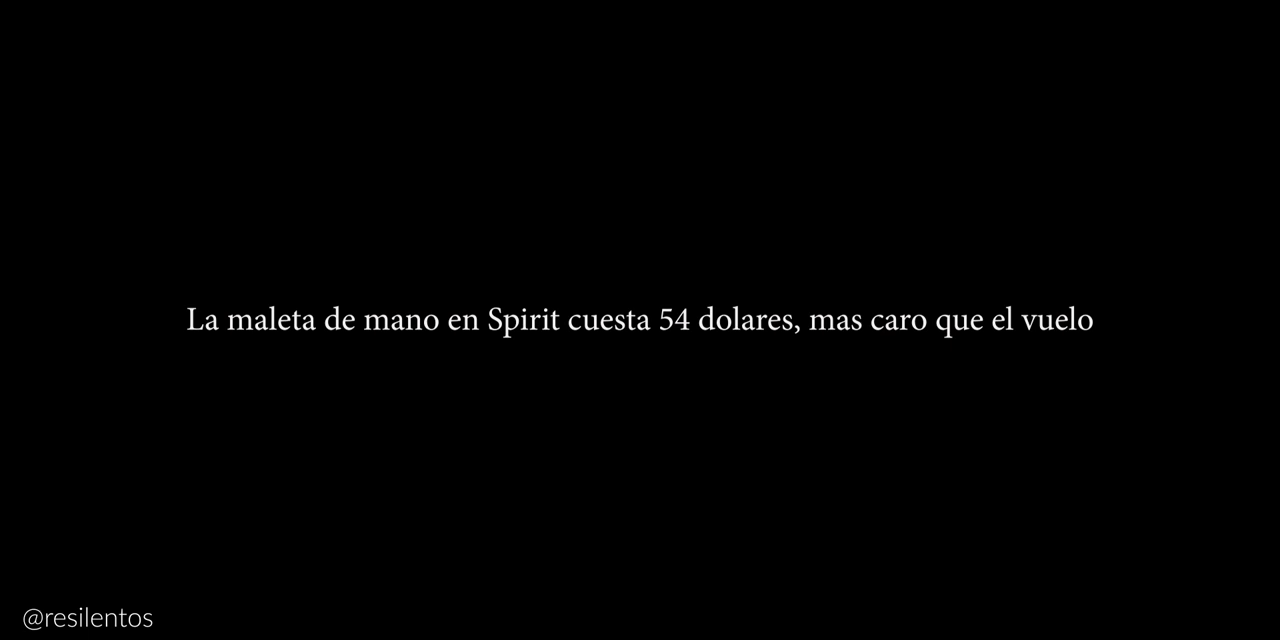 La maleta de mano en Spirit cuesta 54 dolares, mas caro que el vuelo
@resilentos